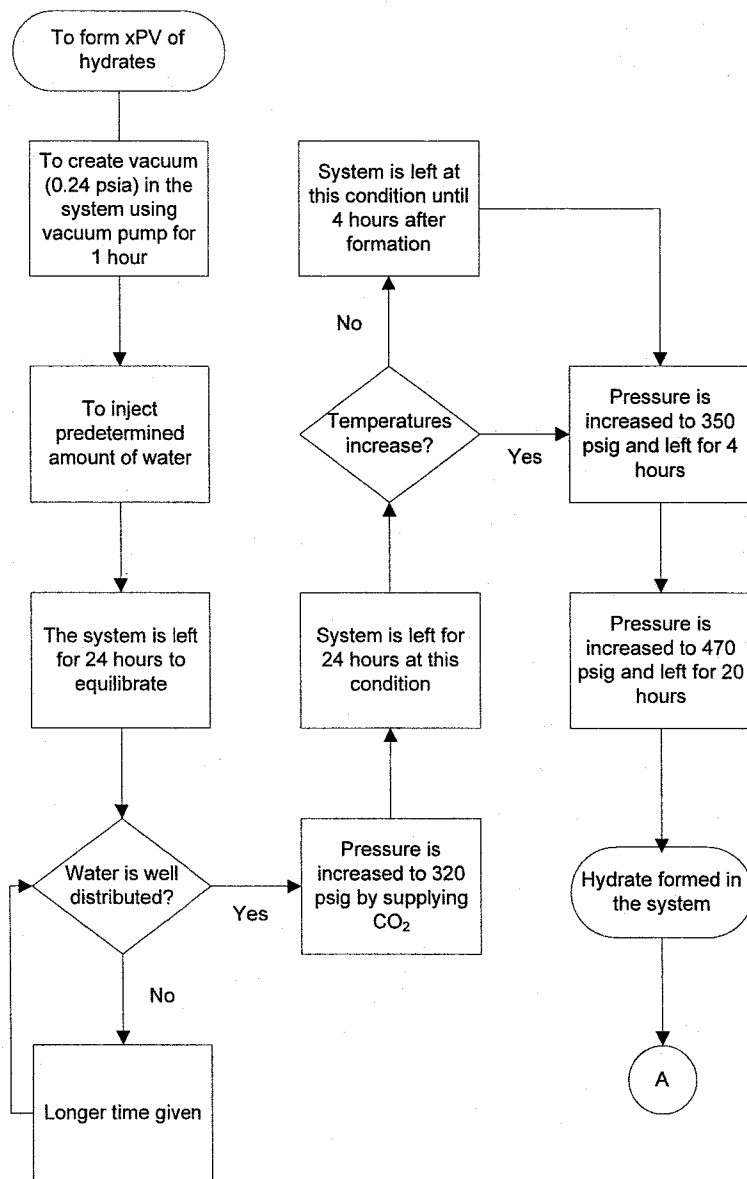 To form xPV of
hydrates
To create vacuum
(0.24 psia) in the
system using
vacuum pump for
1 hour
To inject
predetermined
amount of water
The system is left
for 24 hours to
equilibrate
Water is well
distributed?
Yes
No
Longer time given
Pressure is
increased to 320
psig by supplying
CO₂
System is left for
24 hours at this
condition
Temperatures
increase?
No
Yes
System is left at
this condition until
4 hours after
formation
Pressure is
increased to 350
psig and left for 4
hours
Pressure is
increased to 470
psig and left for 20
hours
Hydrate formed in
the system
A